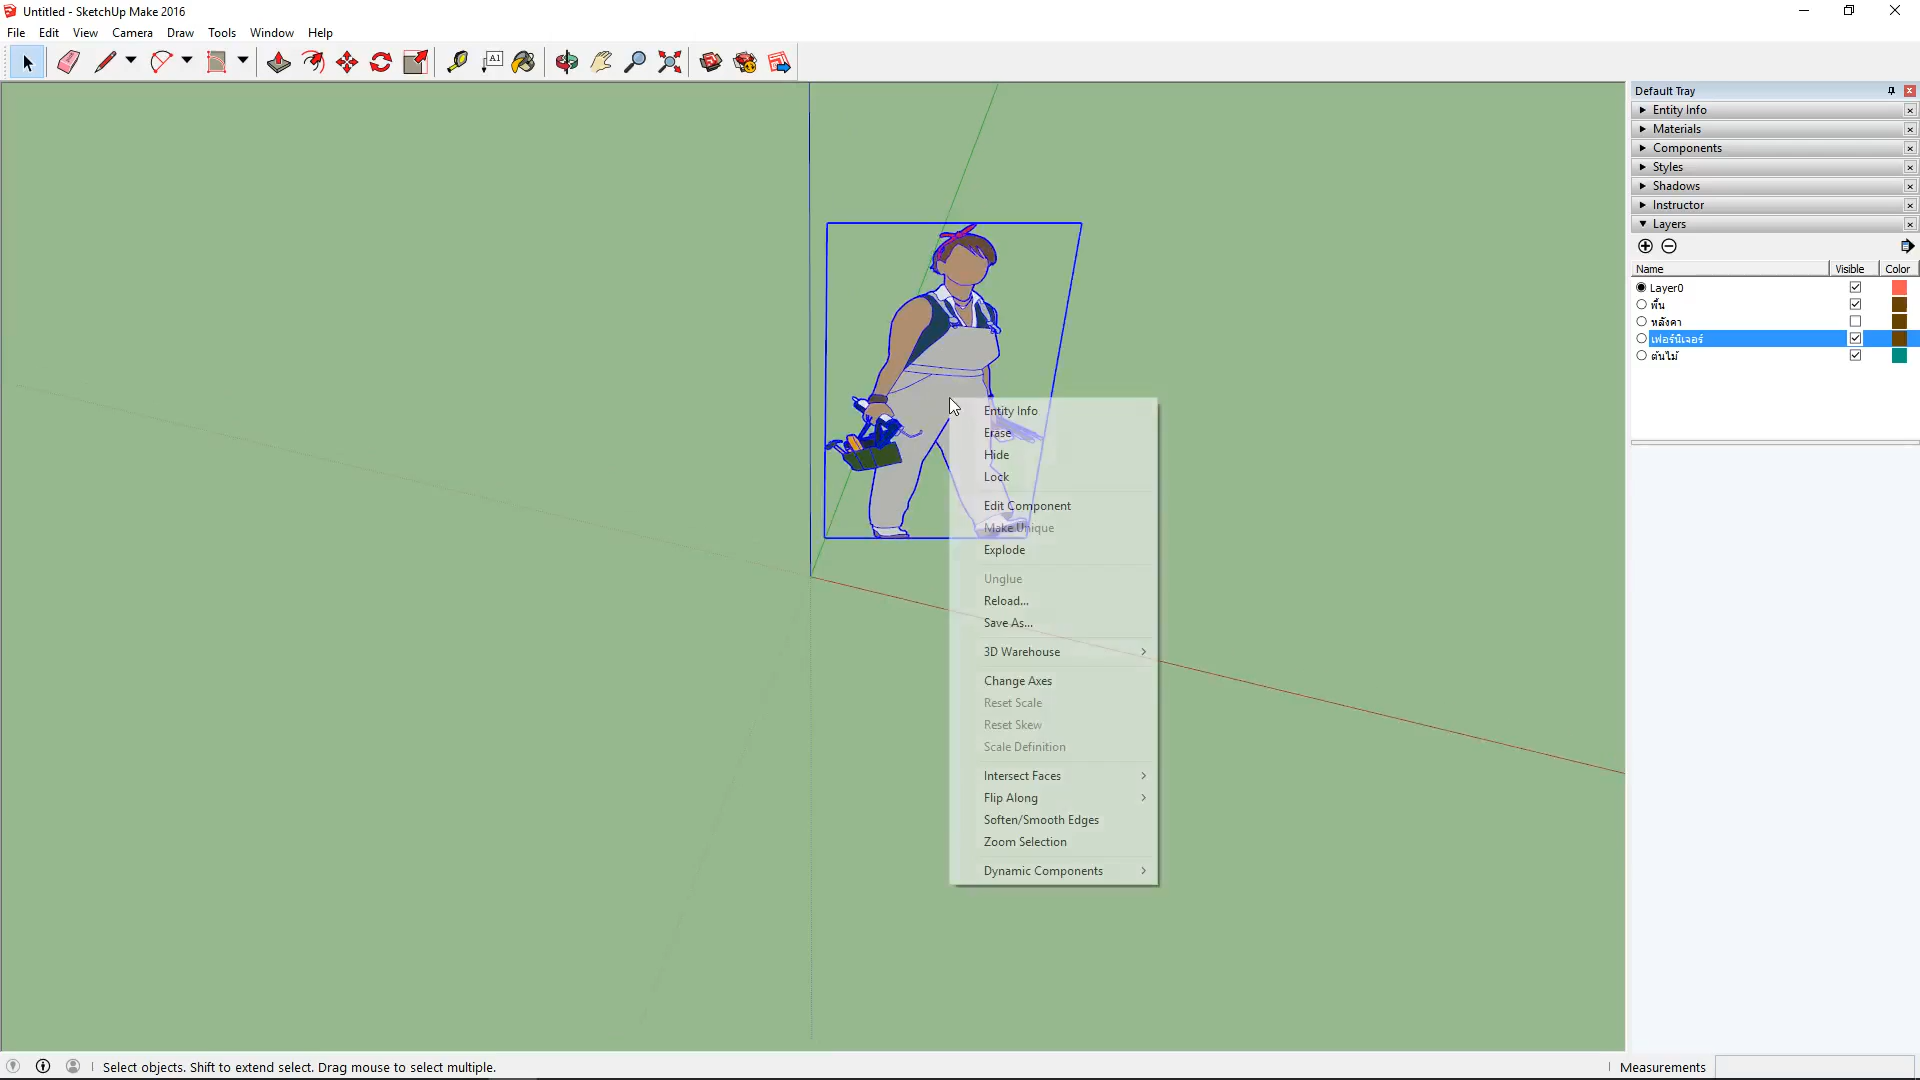 Untitled - SketchUp Make 2016
File Edit View Camera Draw Tools Window Help
A1
Default Tray
Entity Info
Materials
Components
Styles
Shadows
Instructor
Layers
Name Visible Color
Layer0
พื้น
หลังคา
เฟอร์นิเจอร์
ต้นไม้
Entity Info
Erase
Hide
Lock
Edit Component
Make Unique
Explode
Unglue
Reload...
Save As...
3D Warehouse
Change Axes
Reset Scale
Reset Skew
Scale Definition
Intersect Faces
Flip Along
Soften/Smooth Edges
Zoom Selection
Dynamic Components
Select objects. Shift to extend select. Drag mouse to select multiple.
Measurements